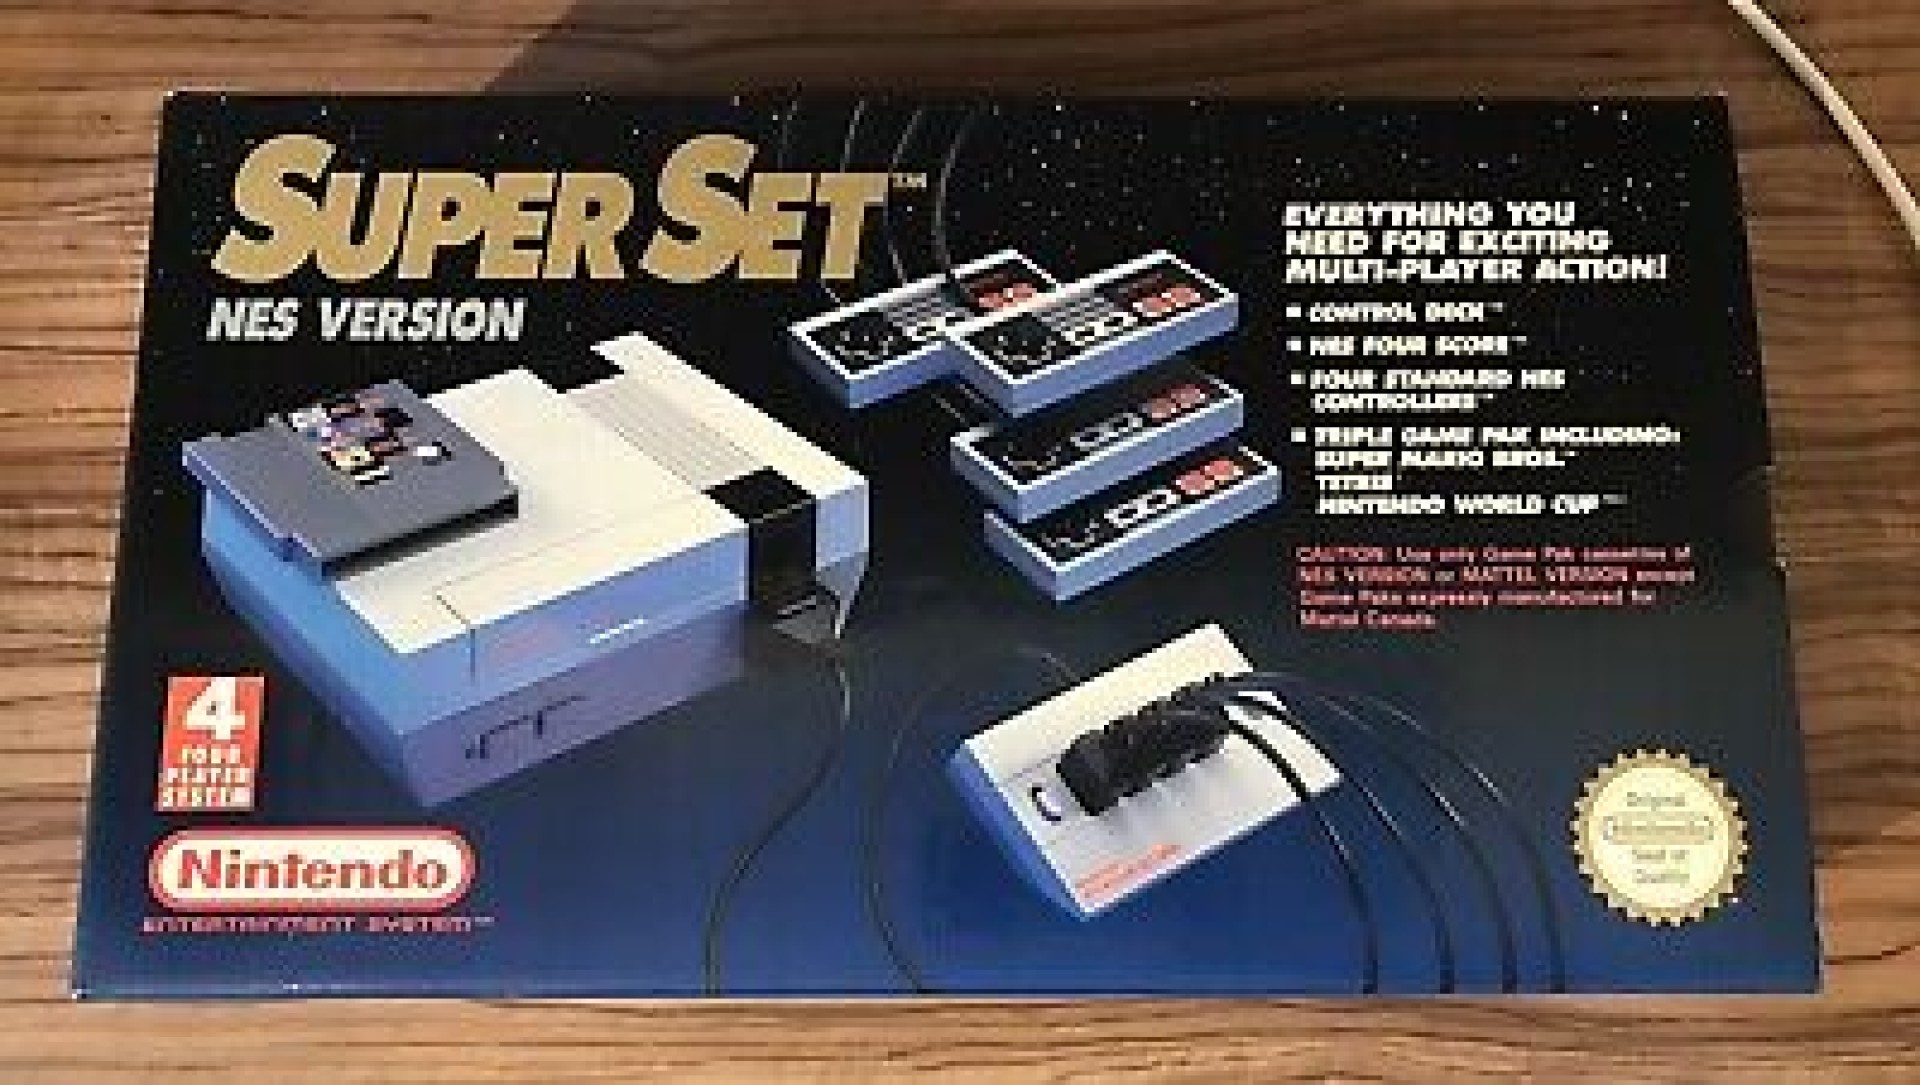 SUPER SET™
NES VERSION
EVERYTHING YOU
NEED FOR EXCITING
MULTI-PLAYER ACTION!
▪ CONTROL DECK™
▪ NES FOUR SCORE™
▪ FOUR STANDARD NES
CONTROLLERS™
▪ TRIPLE GAME PAK INCLUDING:
SUPER MARIO BROS.™
TETRIS
NINTENDO WORLD CUP™
CAUTION: Use only Game Pak cassettes of
NES VERSION or MATTEL VERSION except
Game Paks expressly manufactured for
Mattel Canada.
4
FOUR
PLAYER
SYSTEM
Nintendo
ENTERTAINMENT SYSTEM™
Original
Nintendo
Seal of
Quality